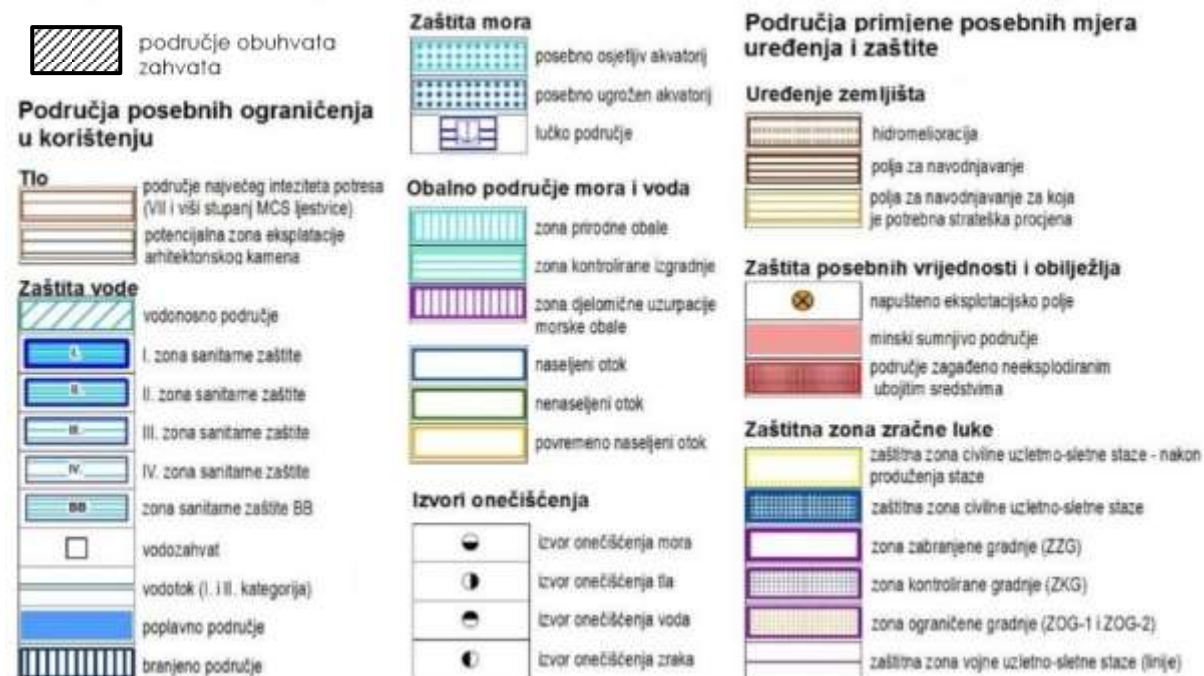 područje obuhvata
zahvata
Područja posebnih ograničenja
u korištenju
Tlo
područje najvećeg inteziteta potresa
(VII i viši stupanj MCS ljestvice)
potencijalna zona eksplatacije
arhitektonskog kamena
Zaštita vode
vodonosno područje
I.
I. zona sanitarne zaštite
II.
II. zona sanitarne zaštite
III.
III. zona sanitarne zaštite
IV.
IV. zona sanitarne zaštite
BB
zona sanitarne zaštite BB
vodozahvat
vodotok (I. i II. kategorija)
poplavno područje
branjeno područje
Zaštita mora
posebno osjetljiv akvatorij
posebno ugrožen akvatorij
lučko područje
Obalno područje mora i voda
zona prirodne obale
zona kontrolirane izgradnje
zona djelomične uzurpacije
morske obale
naseljeni otok
nenaseljeni otok
povremeno naseljeni otok
Izvori onečišćenja
izvor onečišćenja mora
izvor onečišćenja tla
izvor onečišćenja voda
izvor onečišćenja zraka
Područja primjene posebnih mjera
uređenja i zaštite
Uređenje zemljišta
hidromelioracija
polja za navodnjavanje
polja za navodnjavanje za koja
je potrebna strateška procjena
Zaštita posebnih vrijednosti i obilježja
napušteno eksplotacijsko polje
minski sumnjivo područje
područje zagađeno neeksplodiranim
ubojitim sredstvima
Zaštitna zona zračne luke
zaštitna zona civilne uzletmo-sletne staze - nakon
produženja staze
zaštitna zona civilne uzletno-sletne staze
zona zabranjene gradnje (ZZG)
zona kontrolirane gradnje (ZKG)
zona ograničene gradnje (ZOG-1 i ZOG-2)
zaštitna zona vojne uzletno-sletne staze (linije)